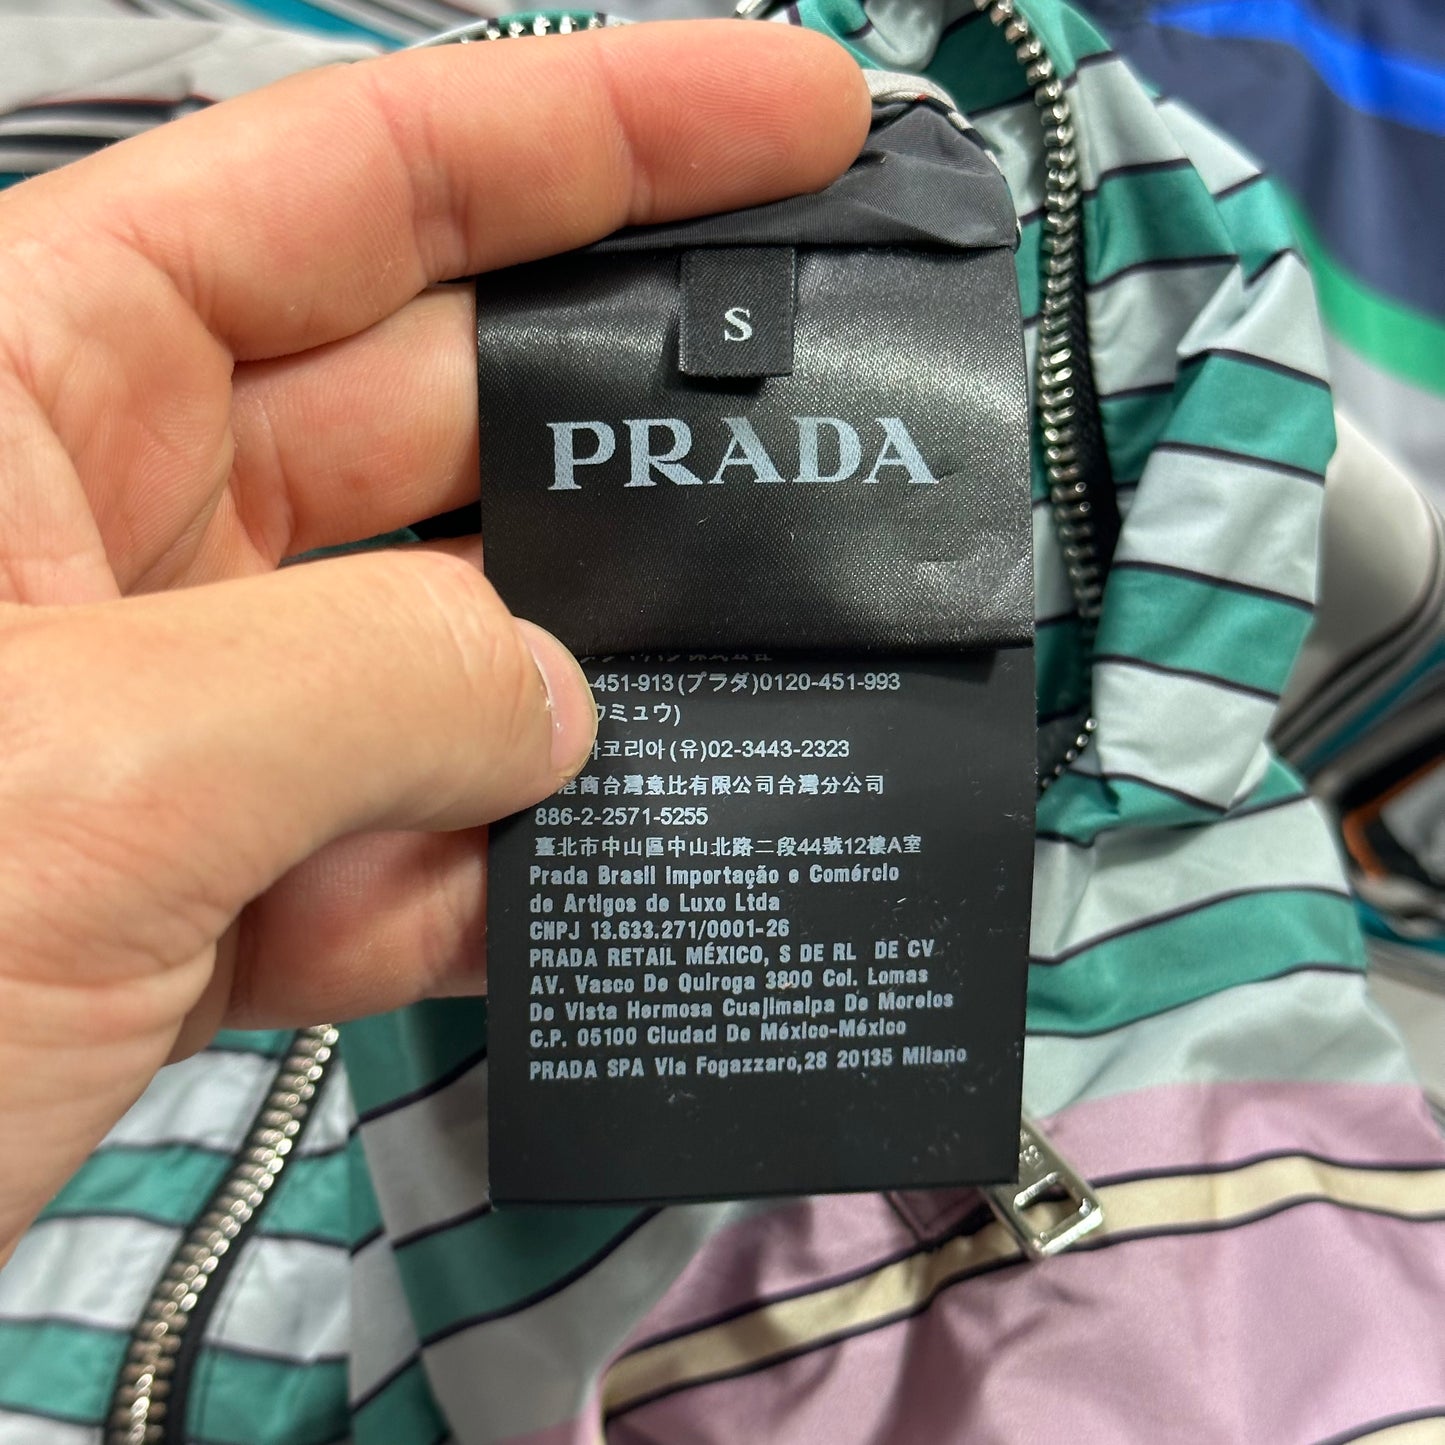 S
PRADA
-451-913(プラダ)0120-451-993
ウミュウ)
코리아(유)02-3443-2323
港商台灣意比有限公司台灣分公司
886-2-2571-5255
臺北市中山區中山北路二段44號12樓A室
Prada Brasil Importação e Comércio
de Artigos de Luxo Ltda
CNPJ 13.633.271/0001-26
PRADA RETAIL MÉXICO, S DE RL DE CV
AV. Vasco De Quiroga 3800 Col. Lomas
De Vista Hermosa Cuajimalpa De Morelos
C.P. 05100 Ciudad De México-México
PRADA SPA Via Fogazzaro,28 20135 Milano